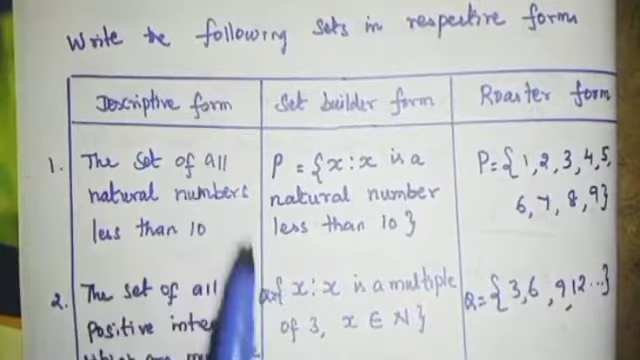 Write the following sets in respective forms
Descriptive form
Set builder form
Roaster form
1. The set of all
natural numbers
less than 10
P = {x : x is a
natural number
less than 10}
P = {1, 2, 3, 4, 5,
6, 7, 8, 9}
2. The set of all
positive
Q={x : x is a multiple
of 3, x ∈ N}
Q = {3, 6, 9, 12...}